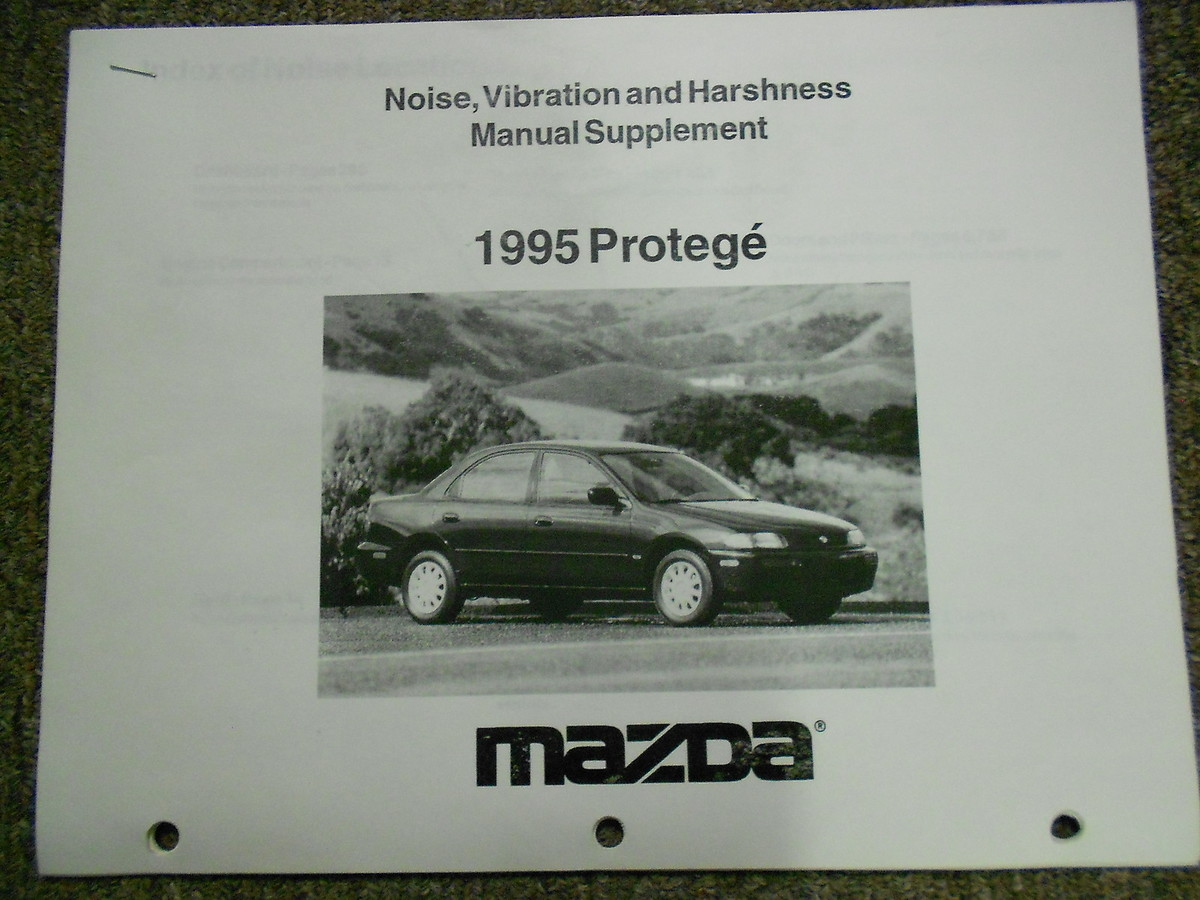 Noise, Vibration and Harshness
Manual Supplement
1995 Protegé
mazda®